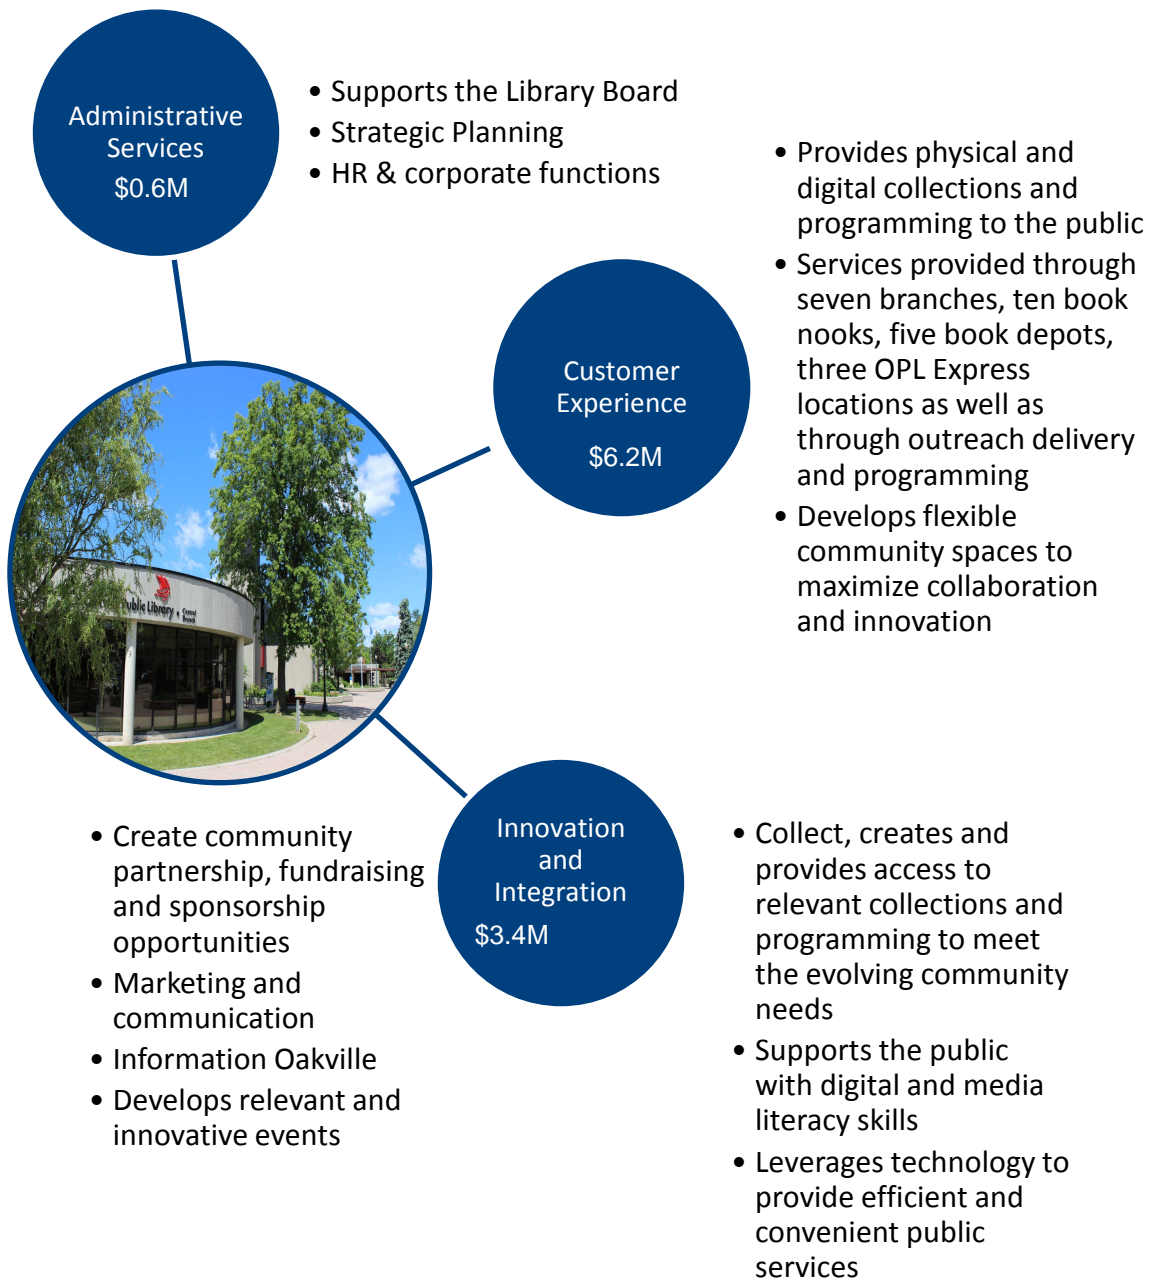 Administrative
Services
$0.6M
• Supports the Library Board
• Strategic Planning
• HR & corporate functions
Customer
Experience
$6.2M
• Provides physical and
digital collections and
programming to the public
• Services provided through
seven branches, ten book
nooks, five book depots,
three OPL Express
locations as well as
through outreach delivery
and programming
• Develops flexible
community spaces to
maximize collaboration
and innovation
Public Library • Central
Branch
Innovation
and
Integration
$3.4M
• Create community
partnership, fundraising
and sponsorship
opportunities
• Marketing and
communication
• Information Oakville
• Develops relevant and
innovative events
• Collect, creates and
provides access to
relevant collections and
programming to meet
the evolving community
needs
• Supports the public
with digital and media
literacy skills
• Leverages technology to
provide efficient and
convenient public
services